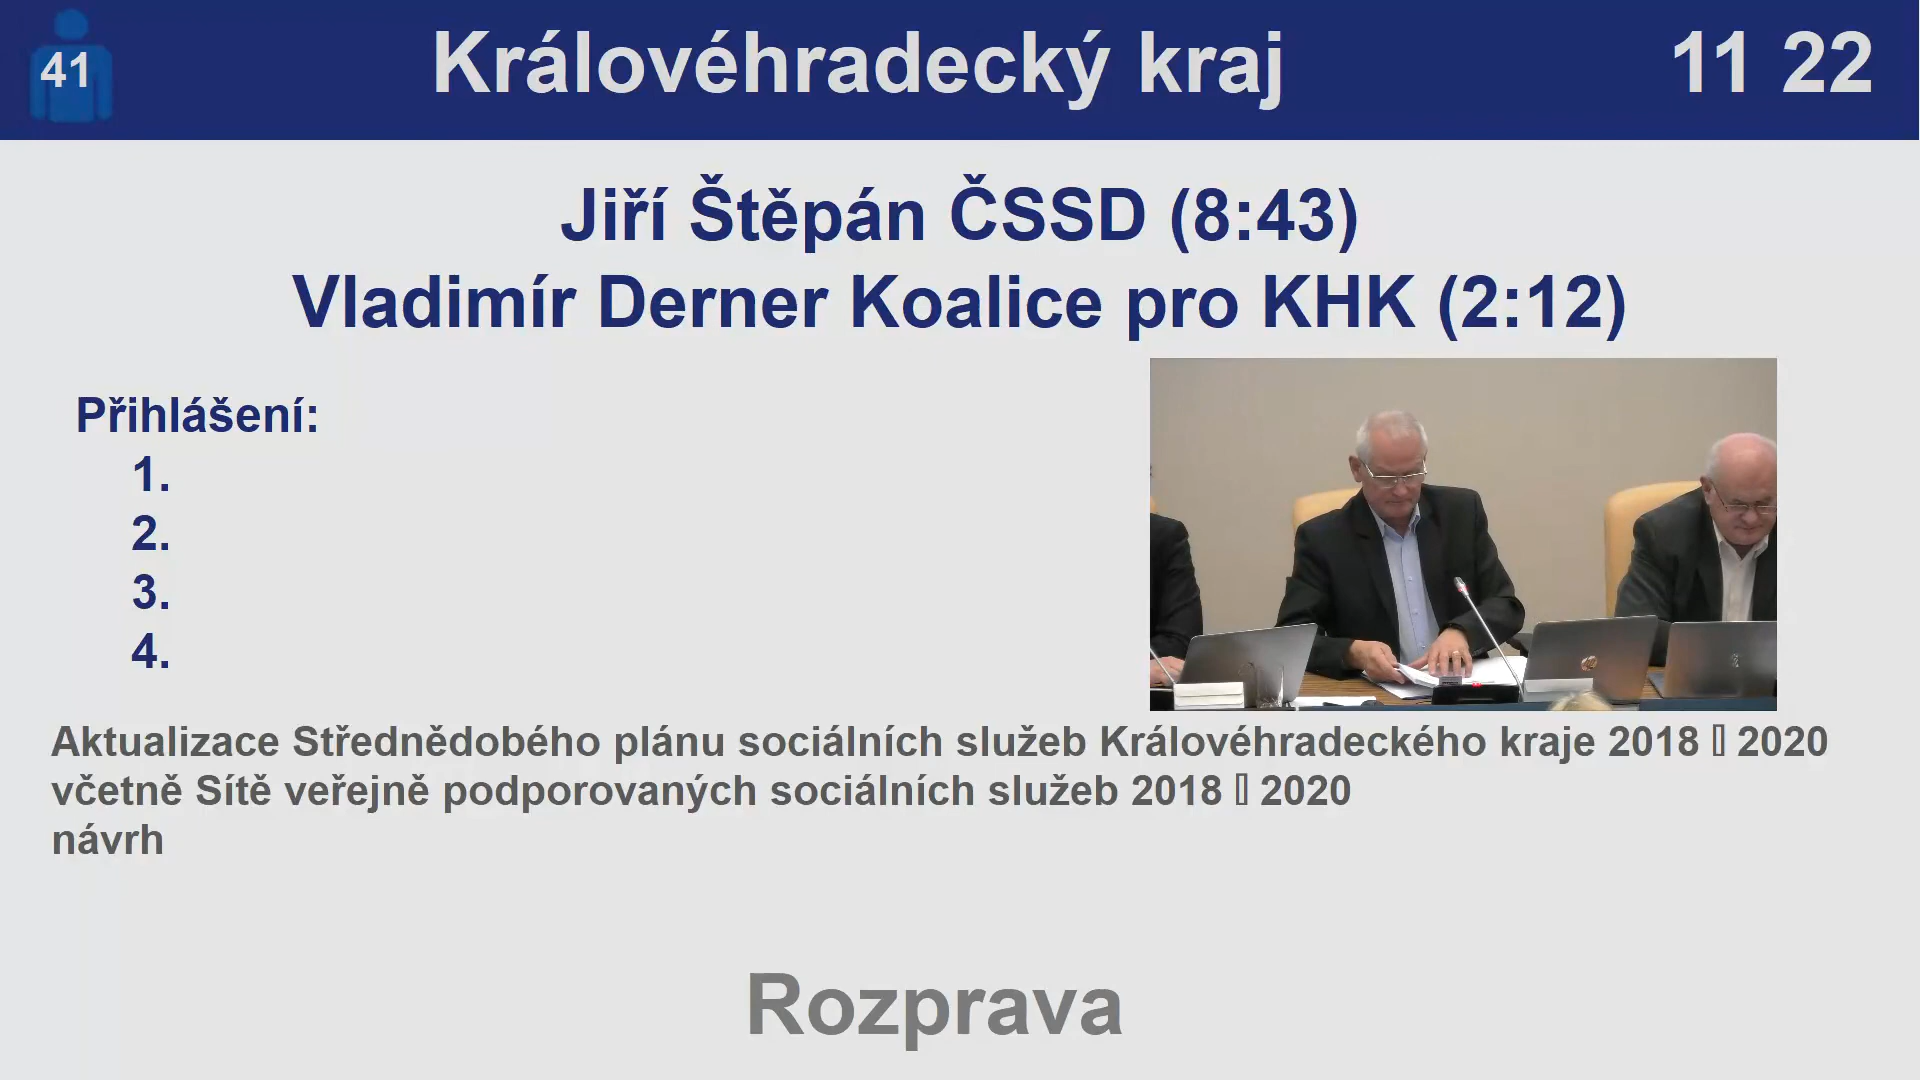 41
Královéhradecký kraj
11 22
Jiří Štěpán ČSSD (8:43)
Vladimír Derner Koalice pro KHK (2:12)
Přihlášení:
1.
2.
3.
4.
Aktualizace Střednědobého plánu sociálních služeb Královéhradeckého kraje 2018 ▯ 2020
včetně Sítě veřejně podporovaných sociálních služeb 2018 ▯ 2020
návrh
Rozprava